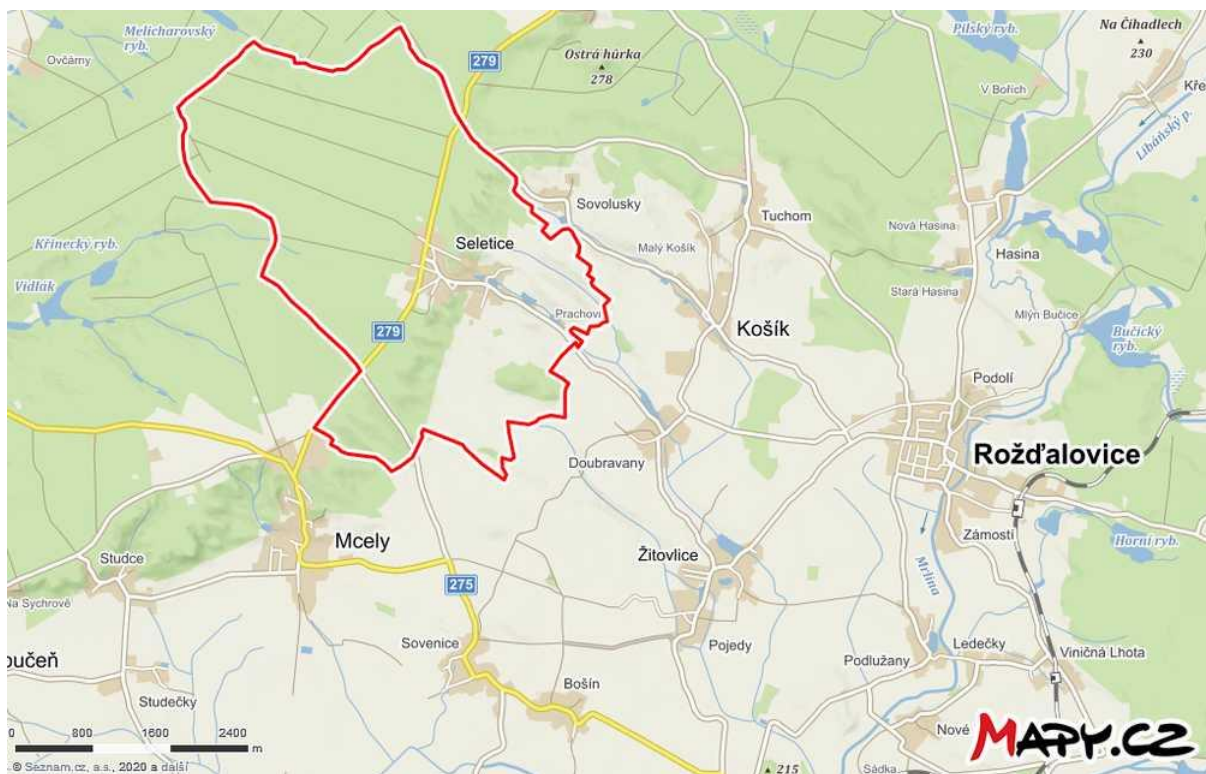 Melicharovský
ryb.
Ovčárny
279
Ostrá hůrka
278
Pilský ryb.
Na Číhadlech
230
V Bořích
Libáňský p.
279
Sovolusky
Tuchom
Malý Košík
Nová Hasina
Hasina
Křinecký ryb.
Vidlák
Seletice
Prachovi
Stará Hasina
Mlýn Bučice
Bučický
ryb.
279
Košík
Podolí
Rožďalovice
Doubravany
Mcely
Zámostí
Horní ryb.
Studce
Žitovlice
275
Mrlina
Na Sychrově
Sovenice
Pojedy
Podlužany
Ledečky
Viničná Lhota
oučeň
Studečky
Bošín
Nové
0 800 1600 2400
m
MAPY.CZ
© Seznam.cz, a.s., 2020 a další
215
Sádka